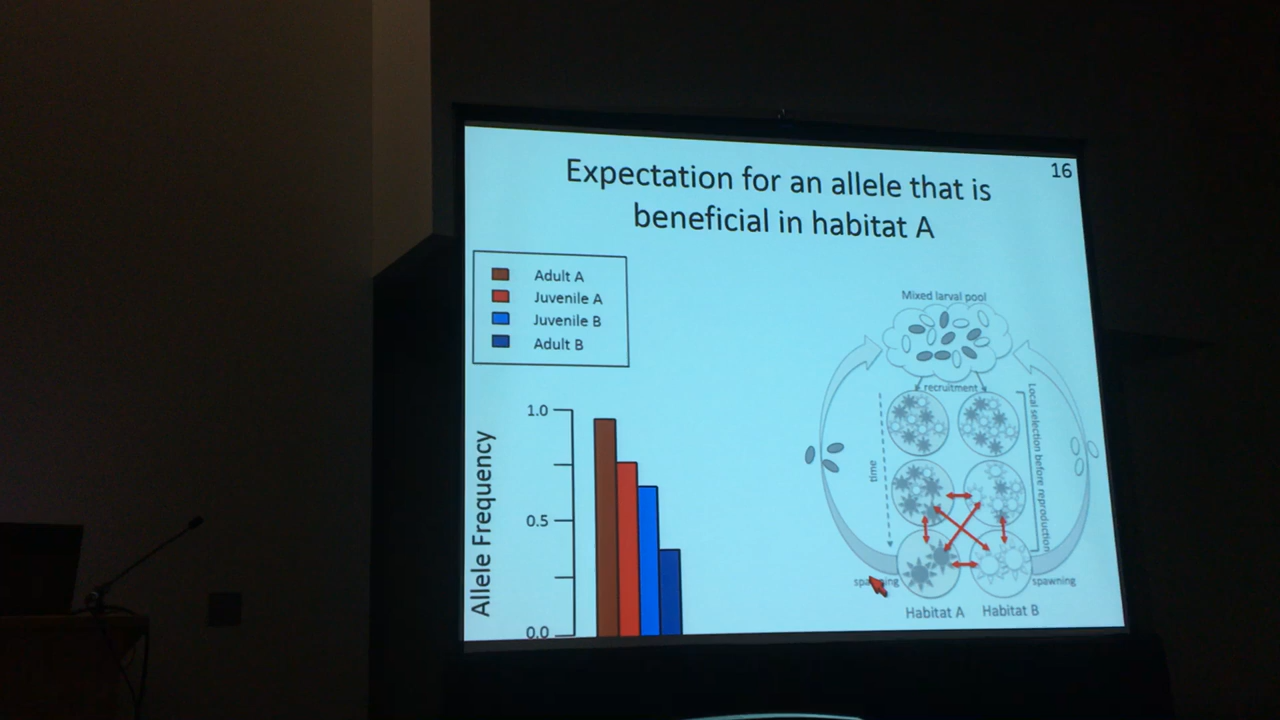 16
Expectation for an allele that is
beneficial in habitat A
Adult A
Juvenile A
Juvenile B
Adult B
Allele Frequency
1.0
0.5
0.0
Mixed larval pool
recruitment
time
Local selection before reproduction
spawning
spawning
Habitat A
Habitat B